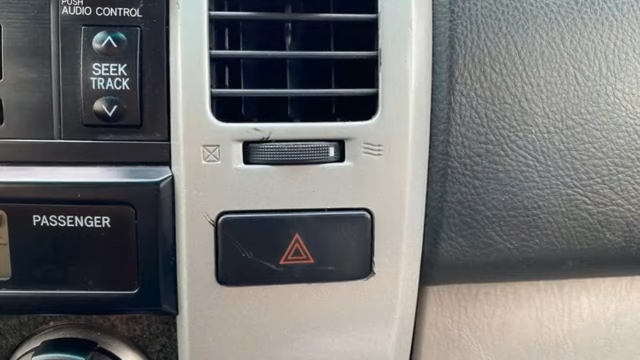 PUSH
AUDIO CONTROL
SEEK
TRACK
PASSENGER